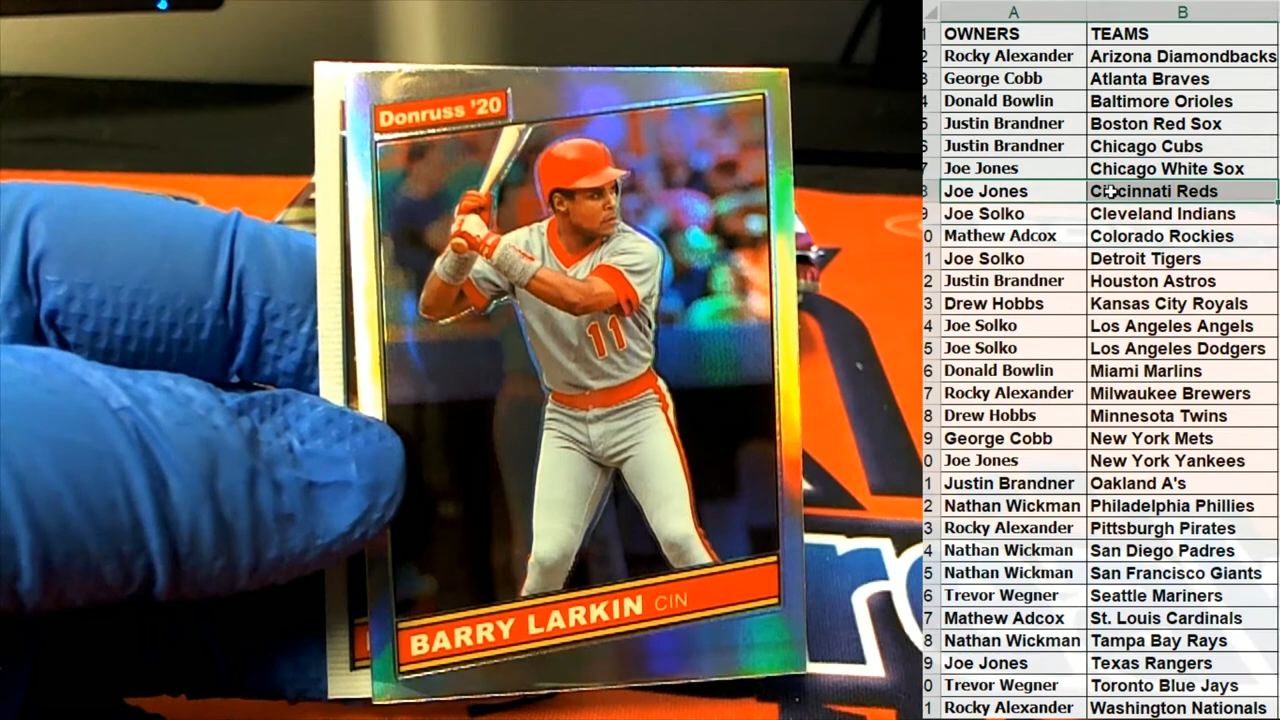 Donruss '20
11
BARRY LARKIN CIN
A B
1 OWNERS TEAMS
2 Rocky Alexander Arizona Diamondbacks
3 George Cobb Atlanta Braves
4 Donald Bowlin Baltimore Orioles
5 Justin Brandner Boston Red Sox
6 Justin Brandner Chicago Cubs
7 Joe Jones Chicago White Sox
8 Joe Jones Cincinnati Reds
9 Joe Solko Cleveland Indians
0 Mathew Adcox Colorado Rockies
1 Joe Solko Detroit Tigers
2 Justin Brandner Houston Astros
3 Drew Hobbs Kansas City Royals
4 Joe Solko Los Angeles Angels
5 Joe Solko Los Angeles Dodgers
6 Donald Bowlin Miami Marlins
7 Rocky Alexander Milwaukee Brewers
8 Drew Hobbs Minnesota Twins
9 George Cobb New York Mets
0 Joe Jones New York Yankees
1 Justin Brandner Oakland A's
2 Nathan Wickman Philadelphia Phillies
3 Rocky Alexander Pittsburgh Pirates
4 Nathan Wickman San Diego Padres
5 Nathan Wickman San Francisco Giants
6 Trevor Wegner Seattle Mariners
7 Mathew Adcox St. Louis Cardinals
8 Nathan Wickman Tampa Bay Rays
9 Joe Jones Texas Rangers
0 Trevor Wegner Toronto Blue Jays
1 Rocky Alexander Washington Nationals